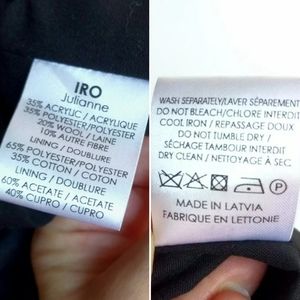 IRO
Julianne
35% ACRYLIC / ACRYLIQUE
35% POLYESTER/POLYESTER
20% WOOL / LAINE
10% AUTRE FIBRE
LINING / DOUBLURE
65% POLYESTER/POLYESTER
35% COTTON / COTON
LINING / DOUBLURE
60% ACETATE / ACETATE
40% CUPRO / CUPRO
WASH SEPARATELY/LAVER SÉPARÉMENT
DO NOT BLEACH/CHLORE INTERDIT
COOL IRON / REPASSAGE DOUX
DO NOT TUMBLE DRY /
SÉCHAGE TAMBOUR INTERDIT
DRY CLEAN / NETTOYAGE À SEC
MADE IN LATVIA
FABRIQUE EN LETTONIE